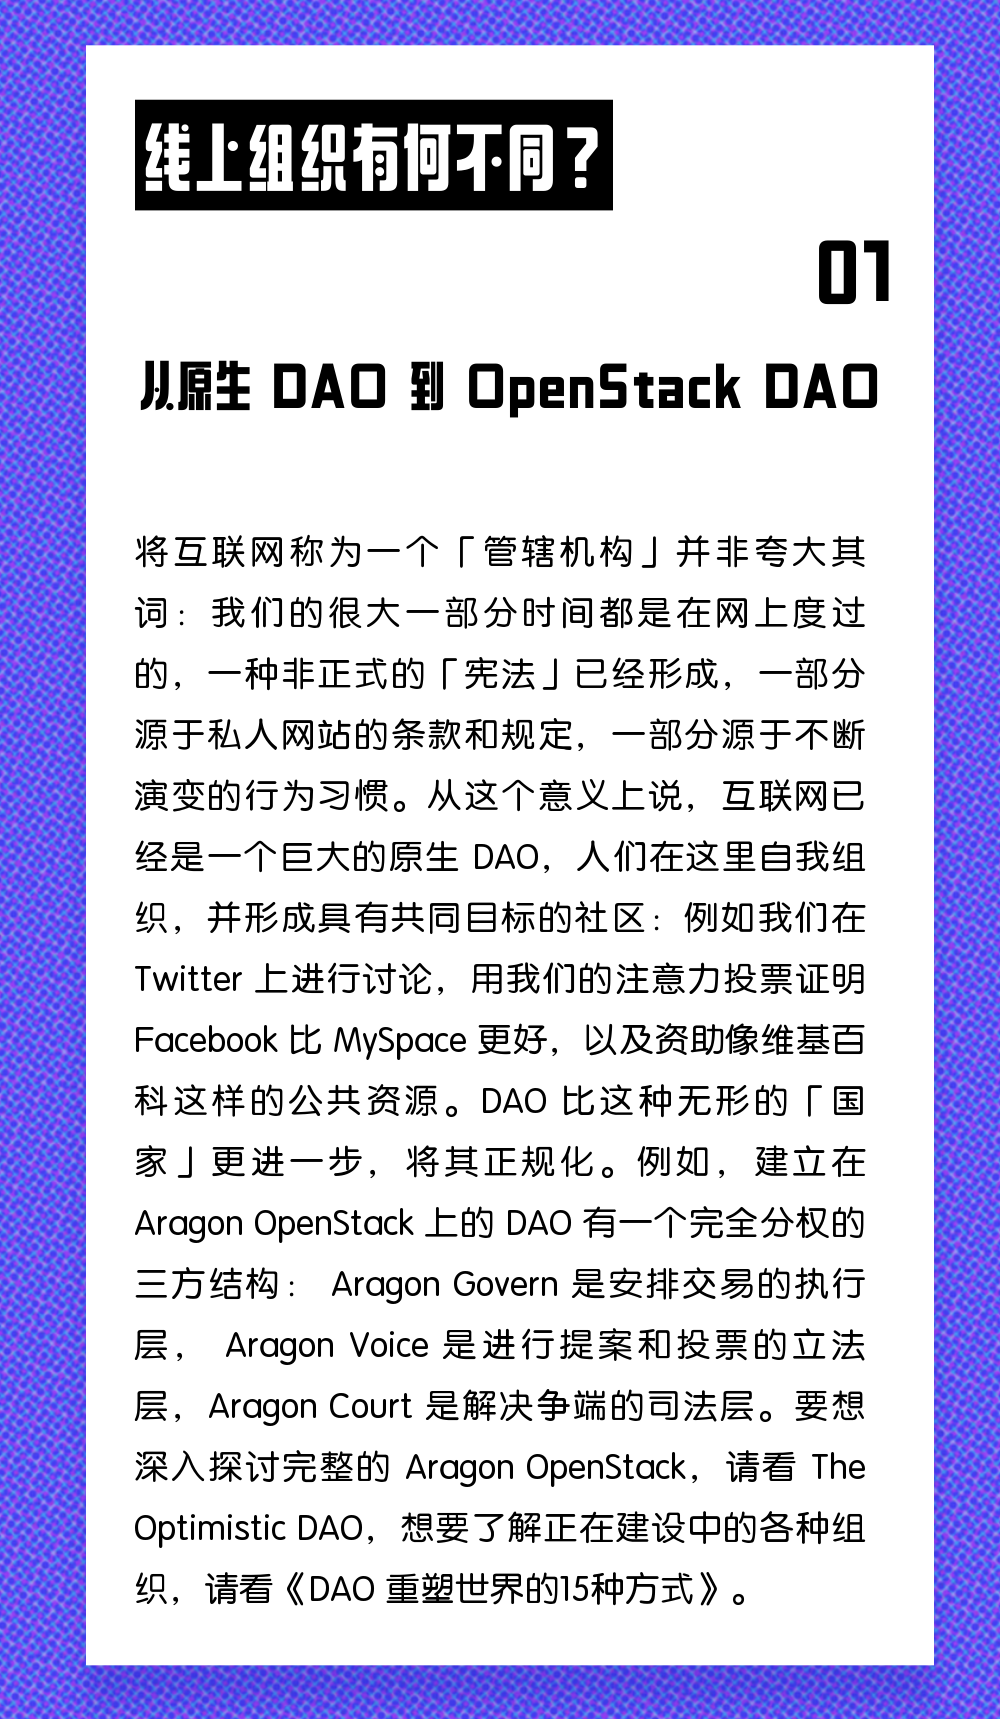 线上组织有何不同？
01
从原生 DAO 到 OpenStack DAO
将互联网称为一个「管辖机构」并非夸大其
词：我们的很大一部分时间都是在网上度过
的，一种非正式的「宪法」已经形成，一部分
源于私人网站的条款和规定，一部分源于不断
演变的行为习惯。从这个意义上说，互联网已
经是一个巨大的原生 DAO，人们在这里自我组
织，并形成具有共同目标的社区：例如我们在
Twitter 上进行讨论，用我们的注意力投票证明
Facebook 比 MySpace 更好，以及资助像维基百
科这样的公共资源。DAO 比这种无形的「国
家」更进一步，将其正规化。例如，建立在
Aragon OpenStack 上的 DAO 有一个完全分权的
三方结构： Aragon Govern 是安排交易的执行
层， Aragon Voice 是进行提案和投票的立法
层，Aragon Court 是解决争端的司法层。要想
深入探讨完整的 Aragon OpenStack，请看 The
Optimistic DAO，想要了解正在建设中的各种组
织，请看《DAO 重塑世界的15种方式》。